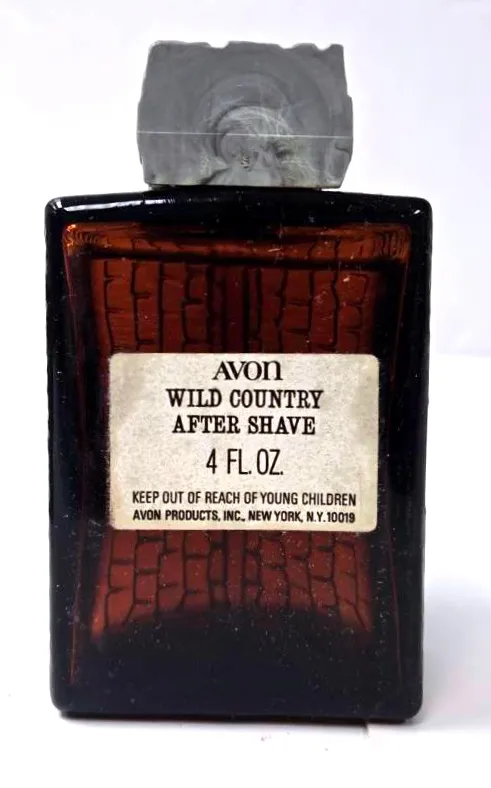 AVON
WILD COUNTRY
AFTER SHAVE
4 FL. OZ.
KEEP OUT OF REACH OF YOUNG CHILDREN
AVON PRODUCTS, INC., NEW YORK, N.Y. 10019